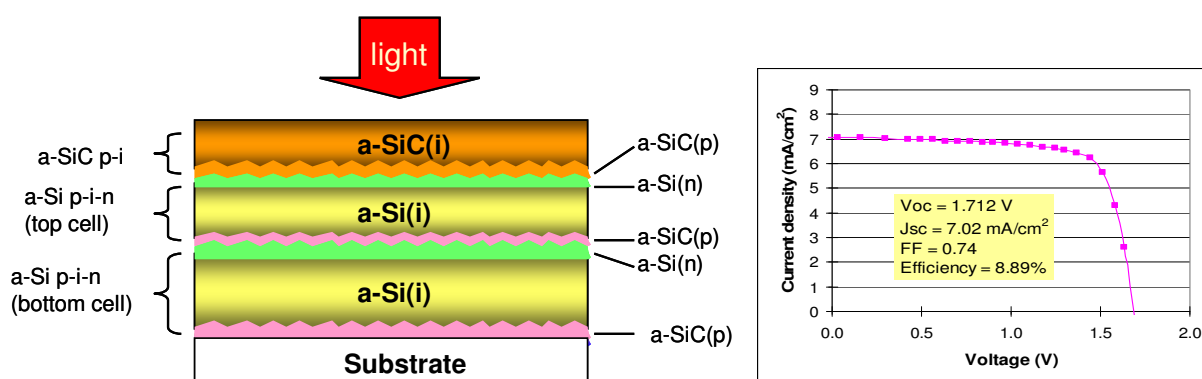 light
a-SiC p-i
a-Si p-i-n
(top cell)
a-Si p-i-n
(bottom cell)
a-SiC(i)
a-Si(i)
a-Si(i)
Substrate
a-SiC(p)
a-Si(n)
a-SiC(p)
a-Si(n)
a-SiC(p)
Current density (mA/cm²)
9
8
7
6
5
4
3
2
1
0
Voc = 1.712 V
Jsc = 7.02 mA/cm²
FF = 0.74
Efficiency = 8.89%
0.0 0.5 1.0 1.5 2.0
Voltage (V)